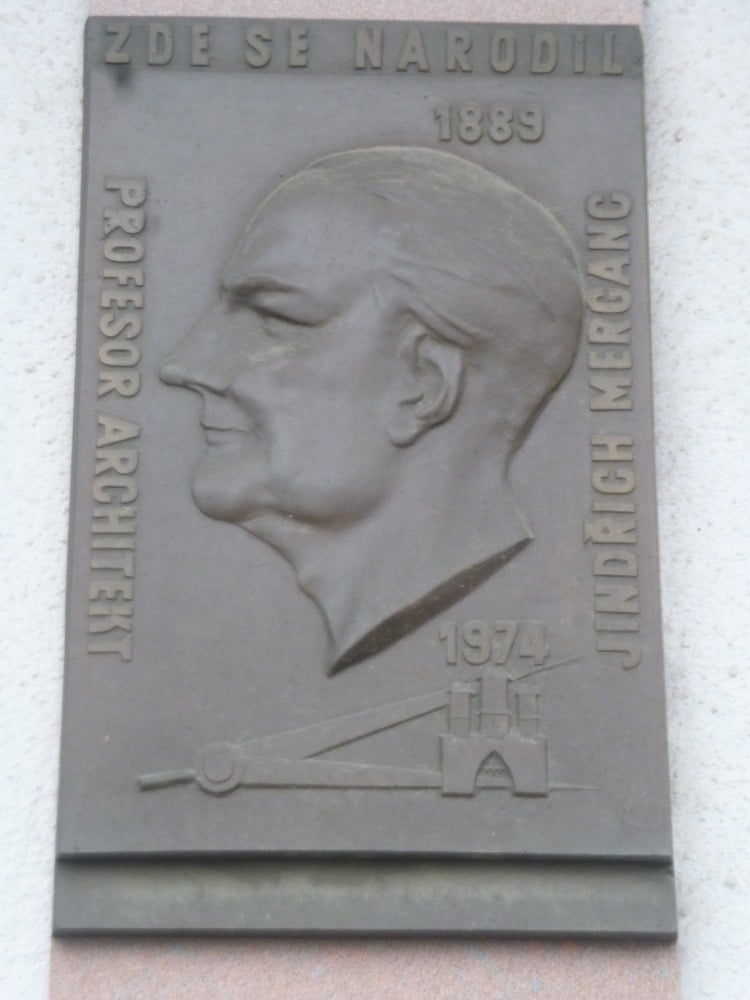 ZDE SE NARODIL
1889
PROFESOR ARCHITEKT
JINDŘICH MERGANC
1974